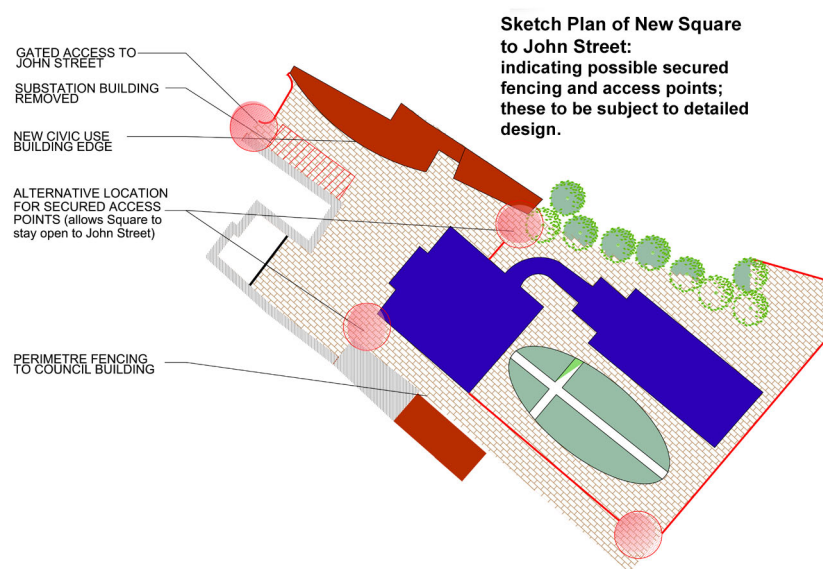 Sketch Plan of New Square
to John Street:
indicating possible secured
fencing and access points;
these to be subject to detailed
design.
GATED ACCESS TO
JOHN STREET
SUBSTATION BUILDING
REMOVED
NEW CIVIC USE
BUILDING EDGE
ALTERNATIVE LOCATION
FOR SECURED ACCESS
POINTS (allows Square to
stay open to John Street)
PERIMETRE FENCING
TO COUNCIL BUILDING